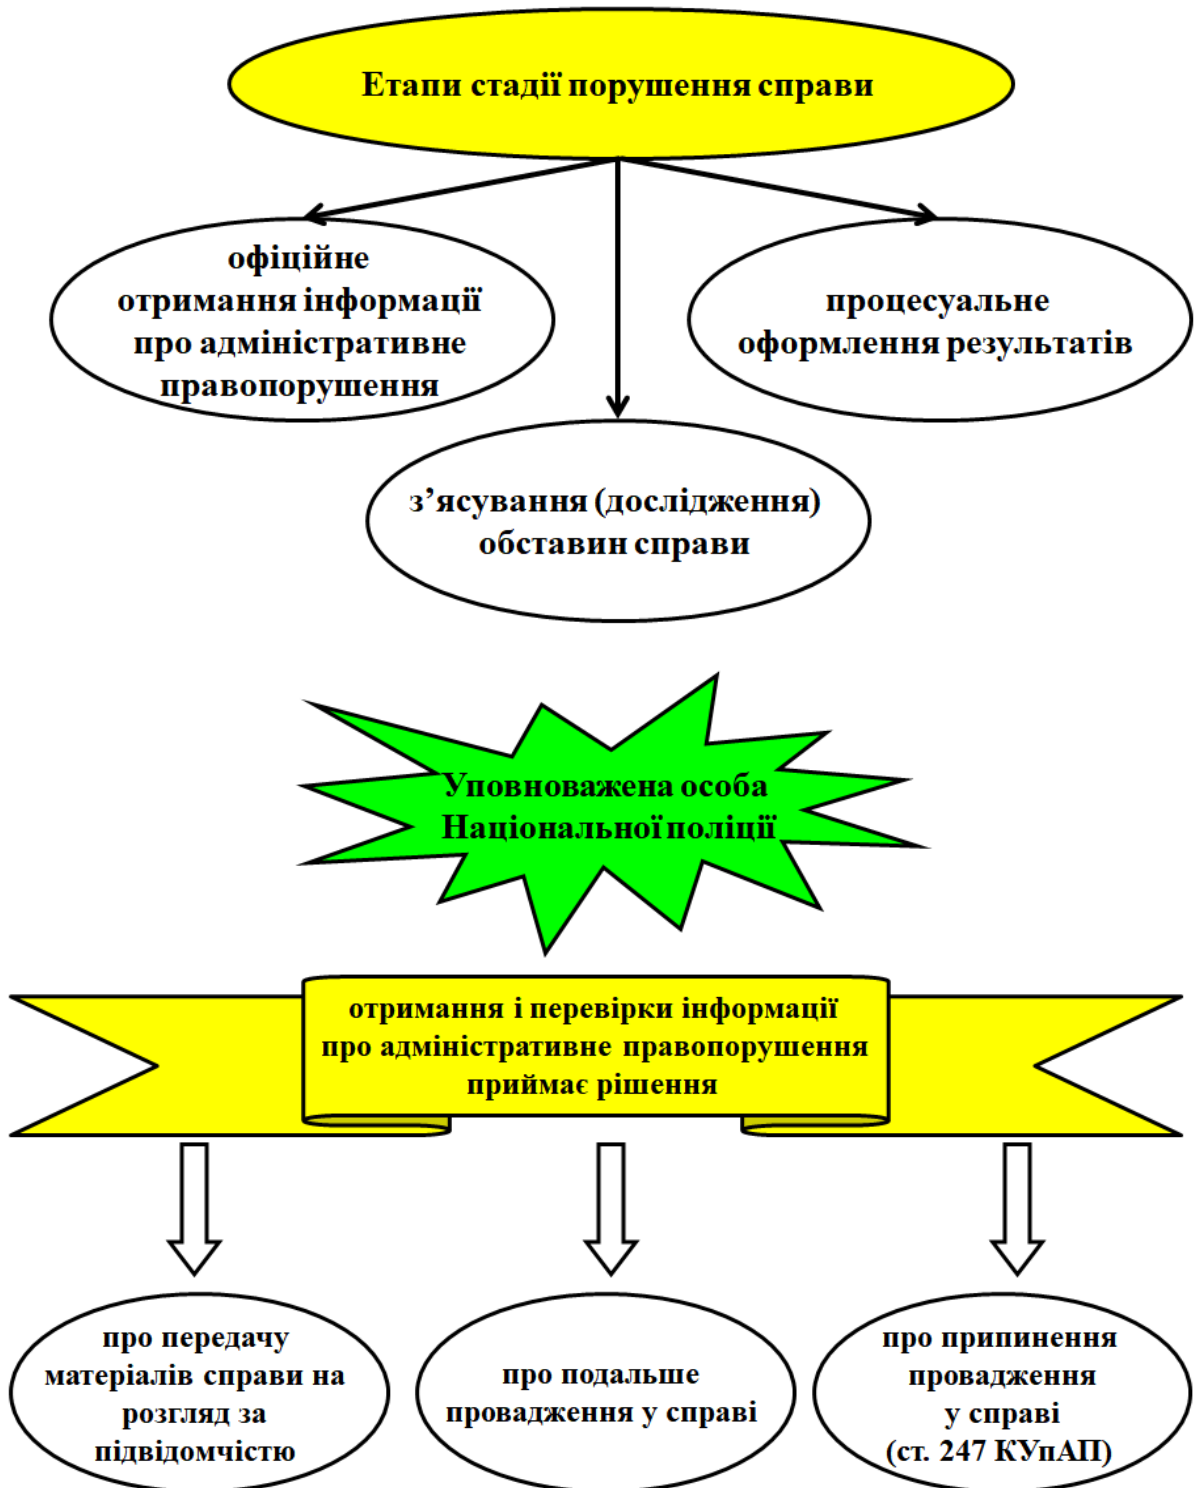 Етапи стадії порушення справи
офіційне
отримання інформації
про адміністративне
правопорушення
процесуальне
оформлення результатів
з’ясування (дослідження)
обставин справи
Уповноважена особа
Національної поліції
отримання і перевірки інформації
про адміністративне правопорушення
приймає рішення
про передачу
матеріалів справи на
розгляд за
підвідомчістю
про подальше
провадження у справі
про припинення
провадження
у справі
(ст. 247 КУпАП)